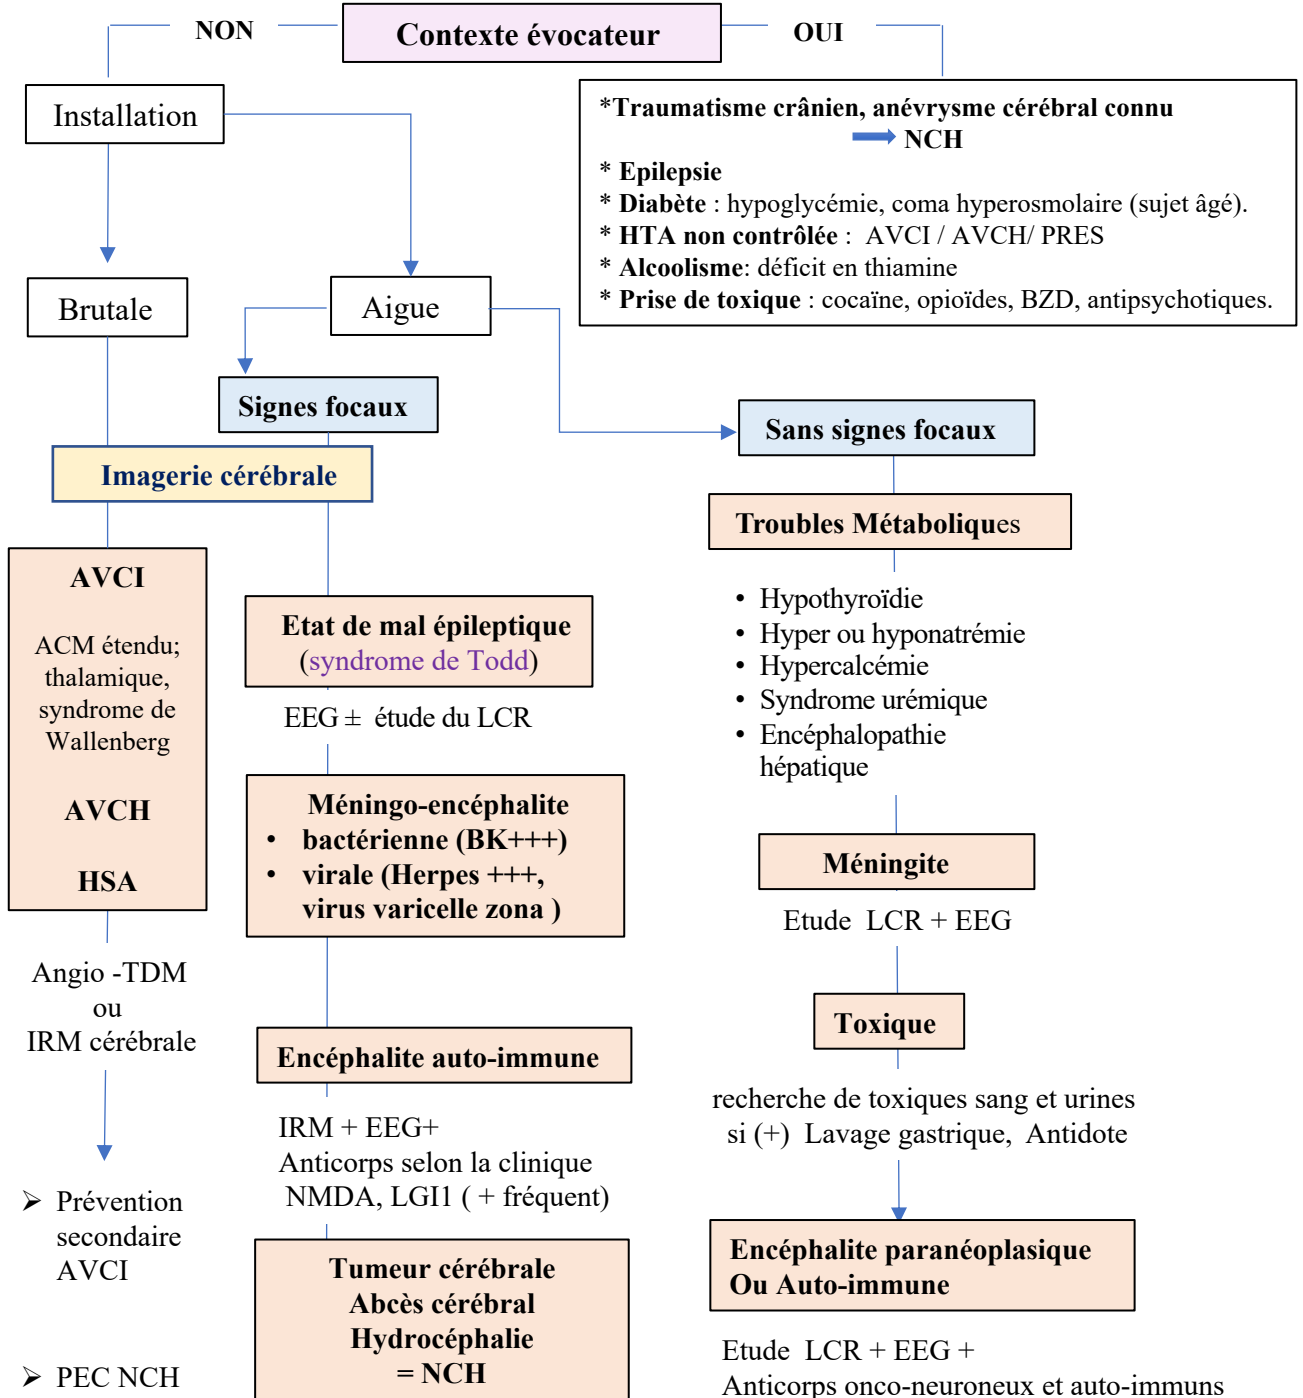 NON
Contexte évocateur
OUI
Installation
*Traumatisme crânien, anévrysme cérébral connu
NCH
* Epilepsie
* Diabète : hypoglycémie, coma hyperosmolaire (sujet âgé).
* HTA non contrôlée : AVCI / AVCH/ PRES
* Alcoolisme: déficit en thiamine
* Prise de toxique : cocaïne, opioïdes, BZD, antipsychotiques.
Brutale
Aigue
Signes focaux
Sans signes focaux
Imagerie cérébrale
AVCI
ACM étendu;
thalamique,
syndrome de
Wallenberg
AVCH
HSA
Angio -TDM
ou
IRM cérébrale
➢ Prévention
secondaire
AVCI
➢ PEC NCH
Etat de mal épileptique
(syndrome de Todd)
EEG ± étude du LCR
Méningo-encéphalite
• bactérienne (BK+++)
• virale (Herpes +++,
virus varicelle zona )
Encéphalite auto-immune
IRM + EEG+
Anticorps selon la clinique
NMDA, LGI1 ( + fréquent)
Tumeur cérébrale
Abcès cérébral
Hydrocéphalie
= NCH
Troubles Métaboliques
• Hypothyroïdie
• Hyper ou hyponatrémie
• Hypercalcémie
• Syndrome urémique
• Encéphalopathie
hépatique
Méningite
Etude LCR + EEG
Toxique
recherche de toxiques sang et urines
si (+) Lavage gastrique, Antidote
Encéphalite paranéoplasique
Ou Auto-immune
Etude LCR + EEG +
Anticorps onco-neuroneux et auto-immuns